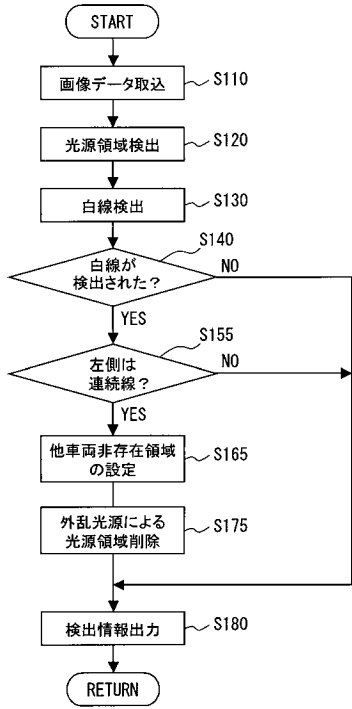 START
画像データ取込
S110
光源領域検出
S120
白線検出
S130
S140
白線が
検出された？
NO
YES
S155
左側は
連続線？
NO
YES
他車両非存在領域
の設定
S165
外乱光源による
光源領域削除
S175
検出情報出力
S180
RETURN